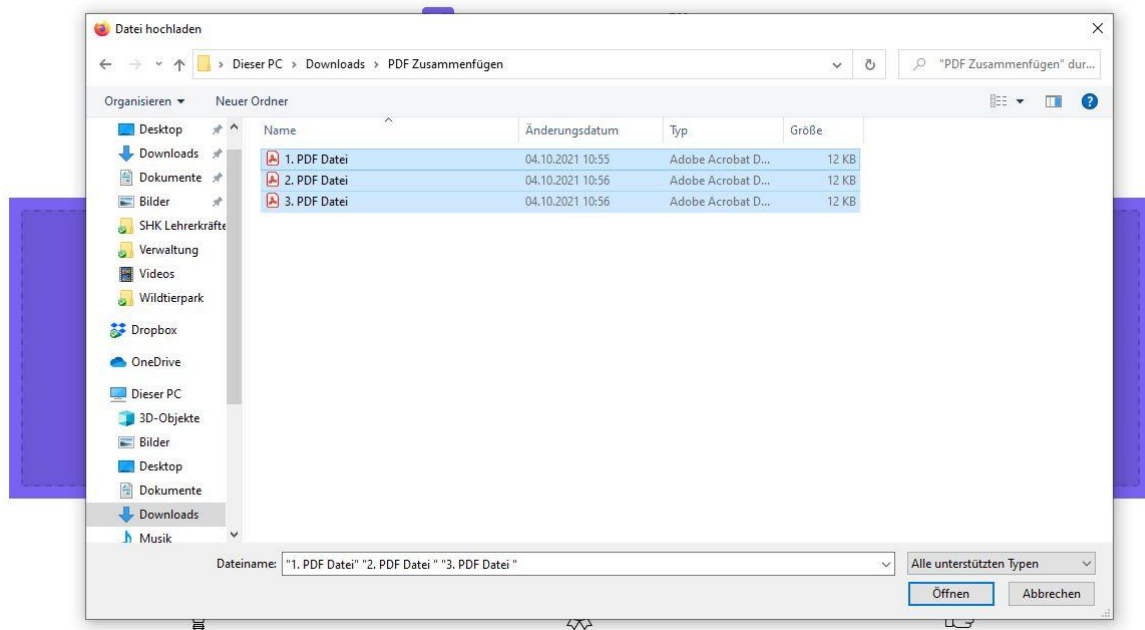 Datei hochladen
Dieser PC > Downloads > PDF Zusammenfügen
"PDF Zusammenfügen" dur...
Organisieren
Neuer Ordner
Name
Änderungsdatum
Typ
Größe
Desktop
Downloads
Dokumente
Bilder
SHK Lehrerkräfte
Verwaltung
Videos
Wildtierpark
Dropbox
OneDrive
Dieser PC
3D-Objekte
Bilder
Desktop
Dokumente
Downloads
Musik
1. PDF Datei 04.10.2021 10:55 Adobe Acrobat D... 12 KB
2. PDF Datei 04.10.2021 10:56 Adobe Acrobat D... 12 KB
3. PDF Datei 04.10.2021 10:56 Adobe Acrobat D... 12 KB
Dateiname: "1. PDF Datei" "2. PDF Datei " "3. PDF Datei "
Alle unterstützten Typen
Öffnen
Abbrechen